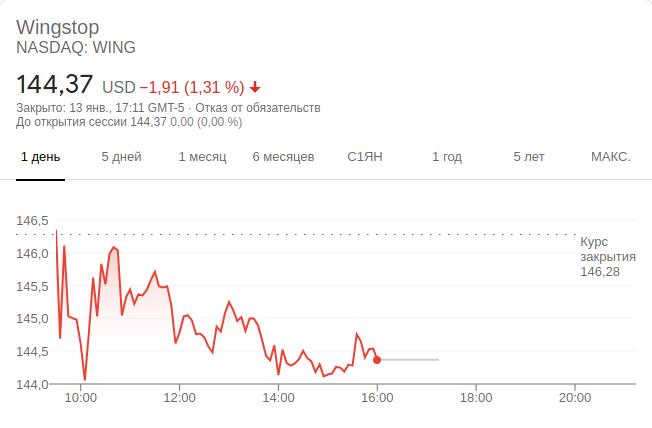 Wingstop
NASDAQ: WING
144,37 USD −1,91 (1,31 %)
Закрыто: 13 янв., 17:11 GMT-5 · Отказ от обязательств
До открытия сессии 144,37 0,00 (0,00 %)
1 день 5 дней 1 месяц 6 месяцев С1ЯН 1 год 5 лет МАКС.
146,5
146,0
145,5
145,0
144,5
144,0
Курс
закрытия
146,28
10:00 12:00 14:00 16:00 18:00 20:00